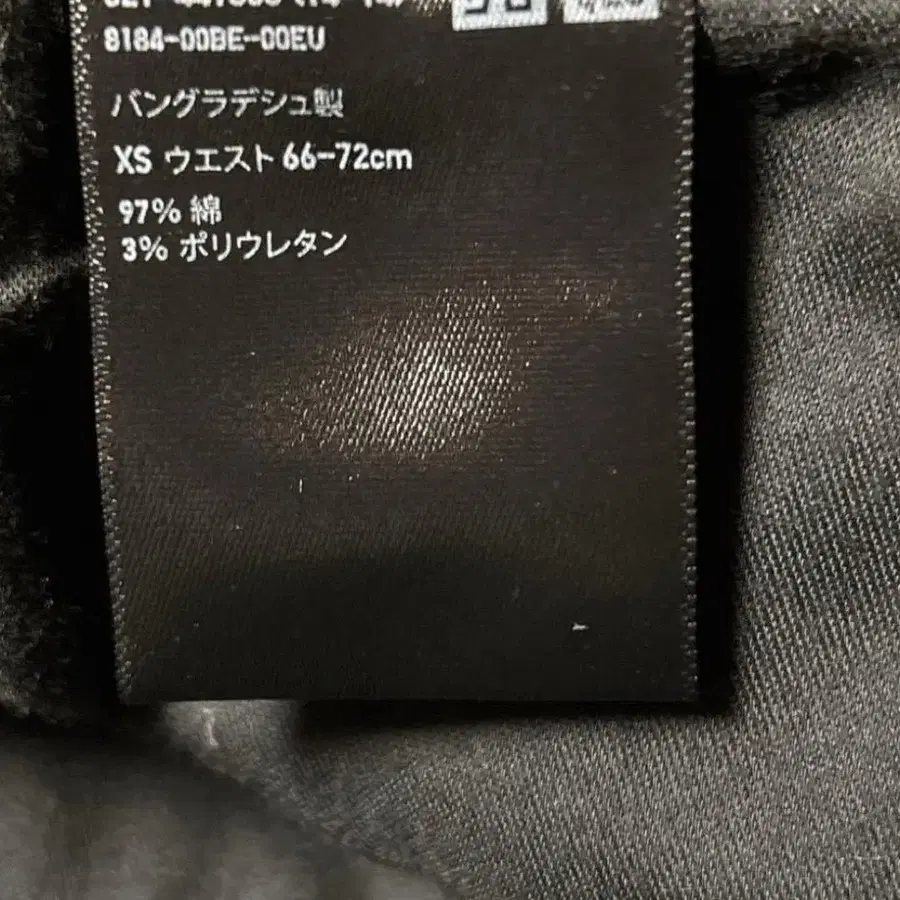 8184-00BE-00EU
バングラデシュ製
XS ウエスト 66-72cm
97% 綿
3% ポリウレタン